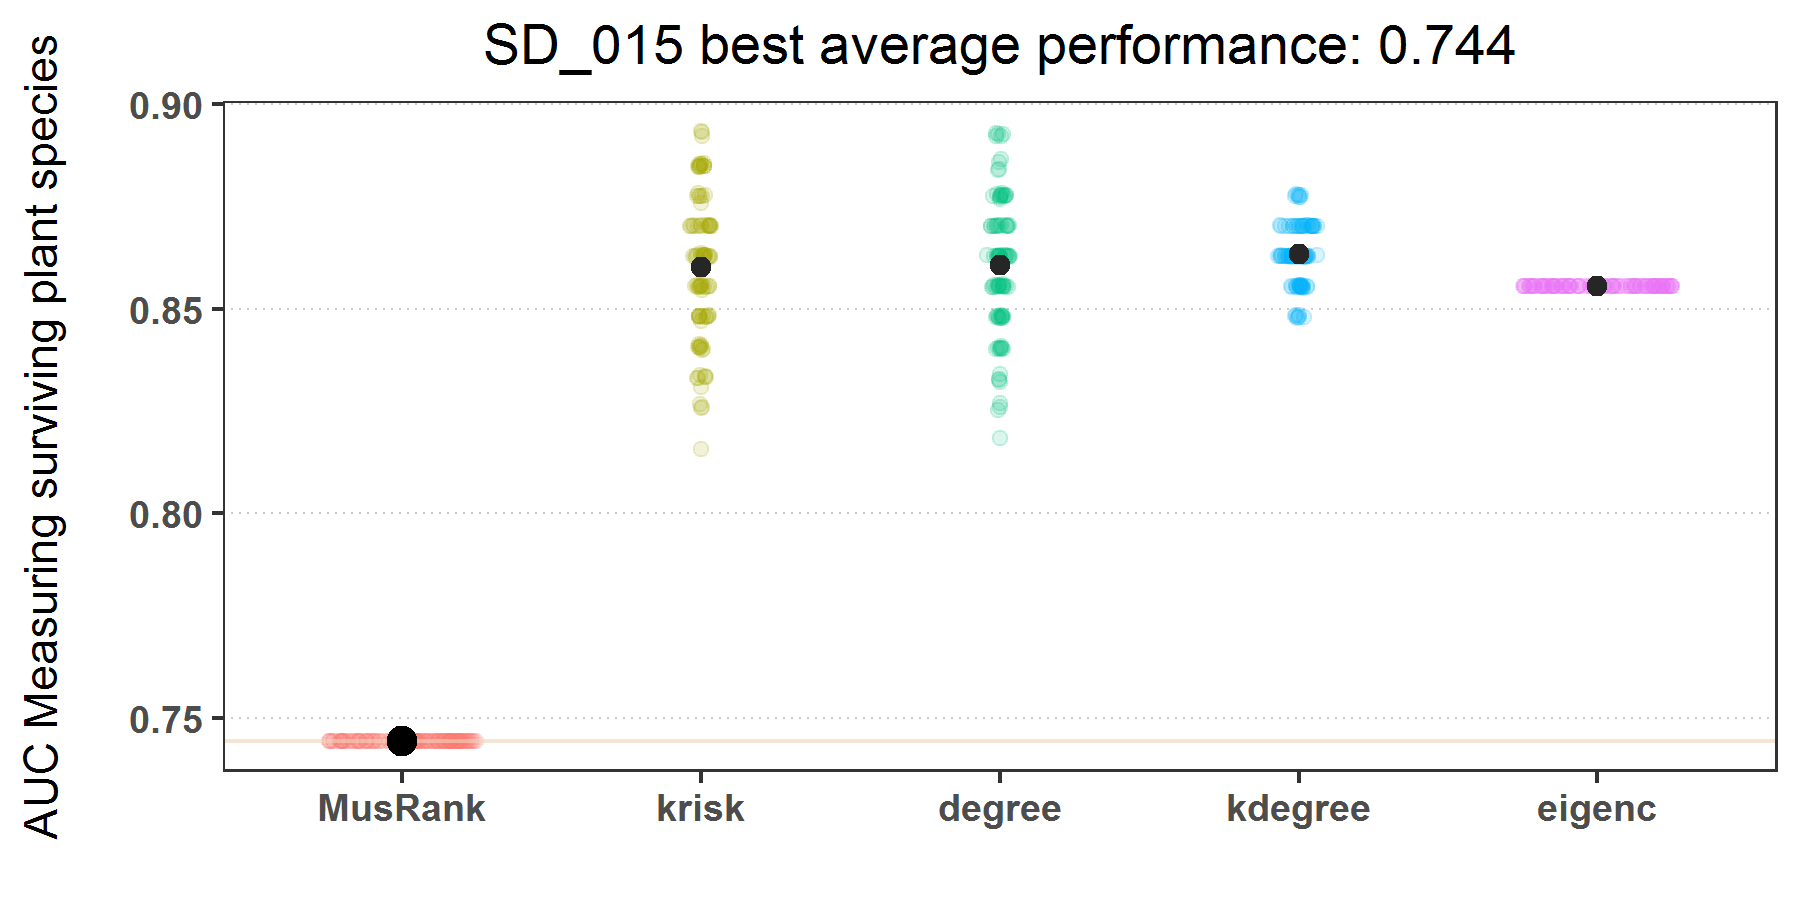 SD_015 best average performance: 0.744
AUC Measuring surviving plant species
0.90
0.85
0.80
0.75
MusRank krisk degree kdegree eigenc